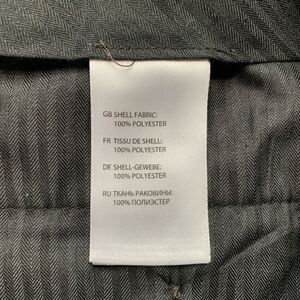 GB SHELL FABRIC:
100% POLYESTER
FR TISSU DE SHELL:
100% POLYESTER
DE SHELL-GEWEBE:
100% POLYESTER
RU ТКАНЬ РАКОВИНЫ:
100% ПОЛИЭСТЕР